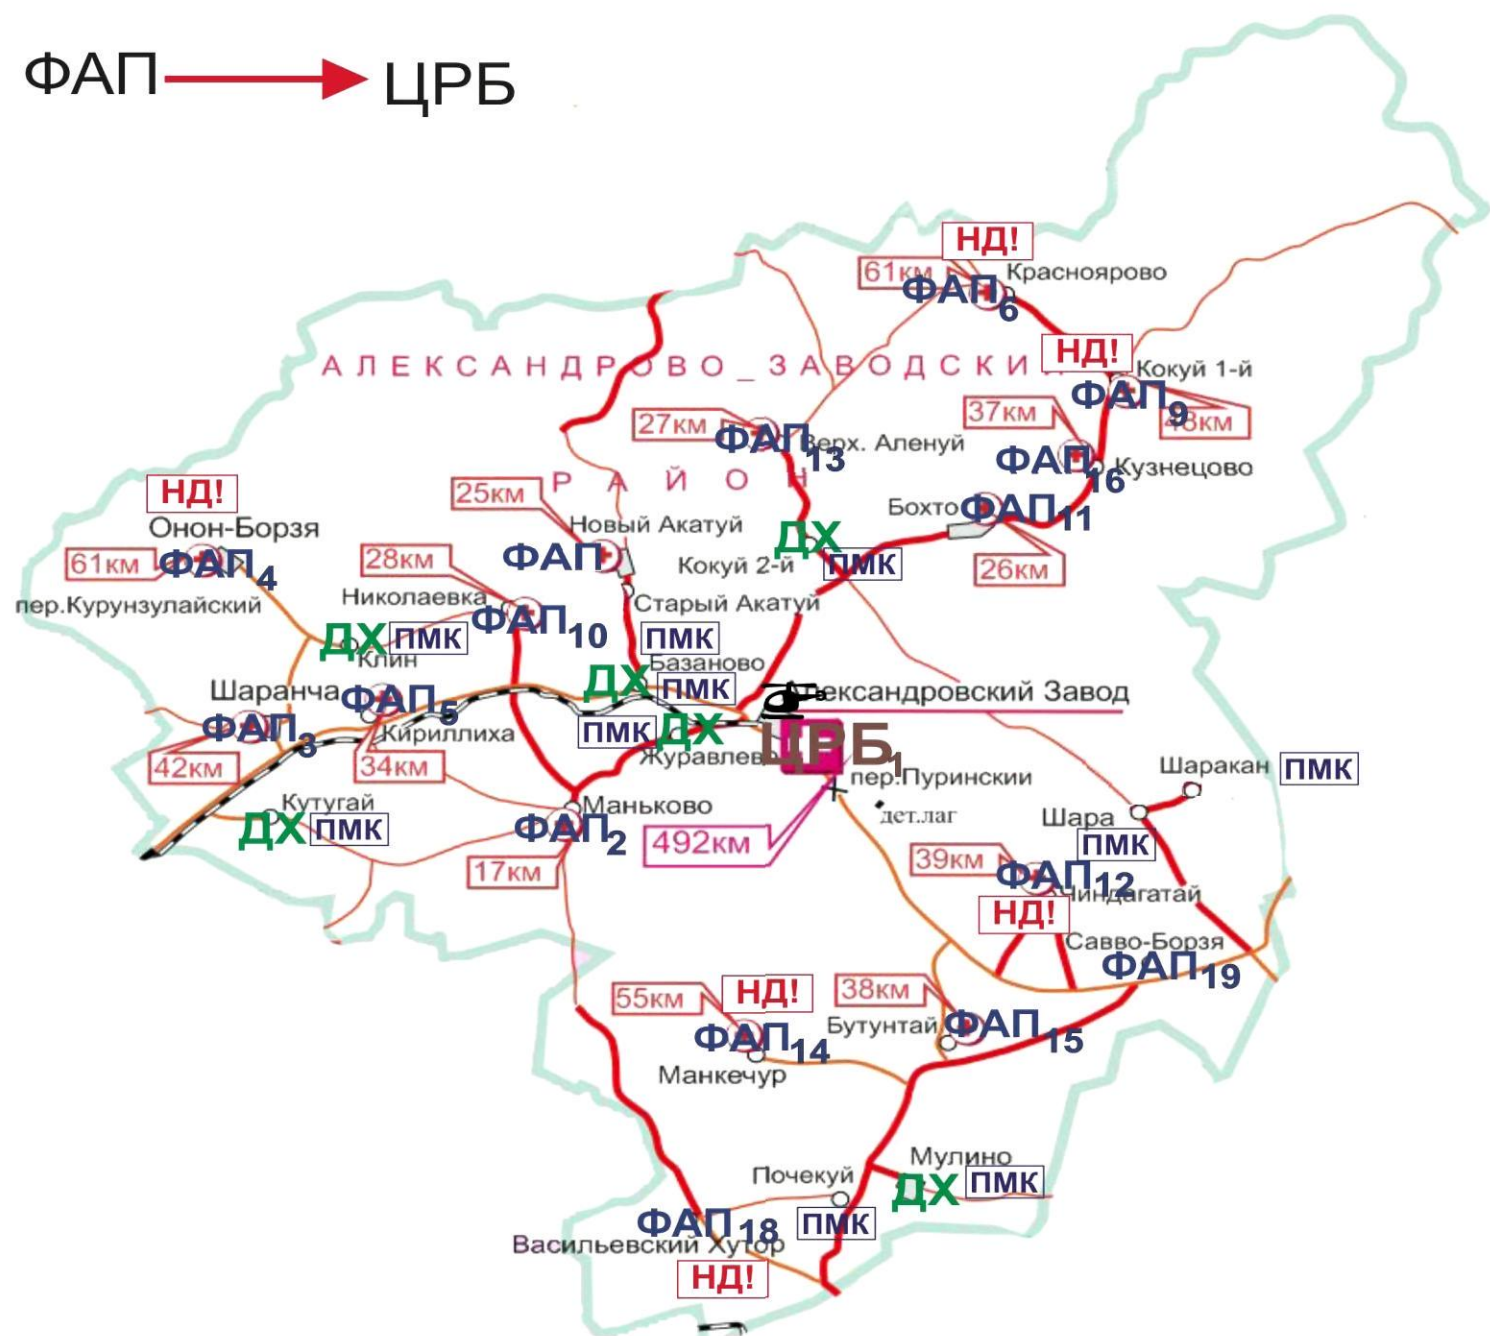 ФАП ЦРБ
НД!
61км
Красноярово
ФАП6
НД!
АЛЕКСАНДРОВО_ЗАВОДСКИ
Кокуй 1-й
ФАП9
48км
37км
27км
ФАП13
Верх. Аленуй
ФАП16
Кузнецово
РАЙОН
НД!
25км
Бохто
ФАП11
Онон-Борзя
Новый Акатуй
ДХ
61км
ФАП4
28км
ФАП
Кокуй 2-й
ПМК
26км
пер.Курунзулайский
Николаевка
ФАП10
Старый Акатуй
ДХ
ПМК
Клин
ПМК
Базаново
ДХ
ПМК
Шаранча
ФАП5
Александровский Завод
ФАП3
Кириллиха
ПМК
ДХ
Журавлево
ЦРБ1
42км
34км
пер.Пуринский
Шаракан
ПМК
Кутугай
ДХ
ПМК
Маньково
ФАП2
дет.лаг
Шара
ПМК
492км
17км
39км
ФАП12
Чиндагатай
НД!
Савво-Борзя
ФАП19
55км
НД!
38км
ФАП14
Бутунтай
ФАП15
Манкечур
Мулино
ДХ
ПМК
Почекуй
ПМК
ФАП18
Васильевский Хутор
НД!